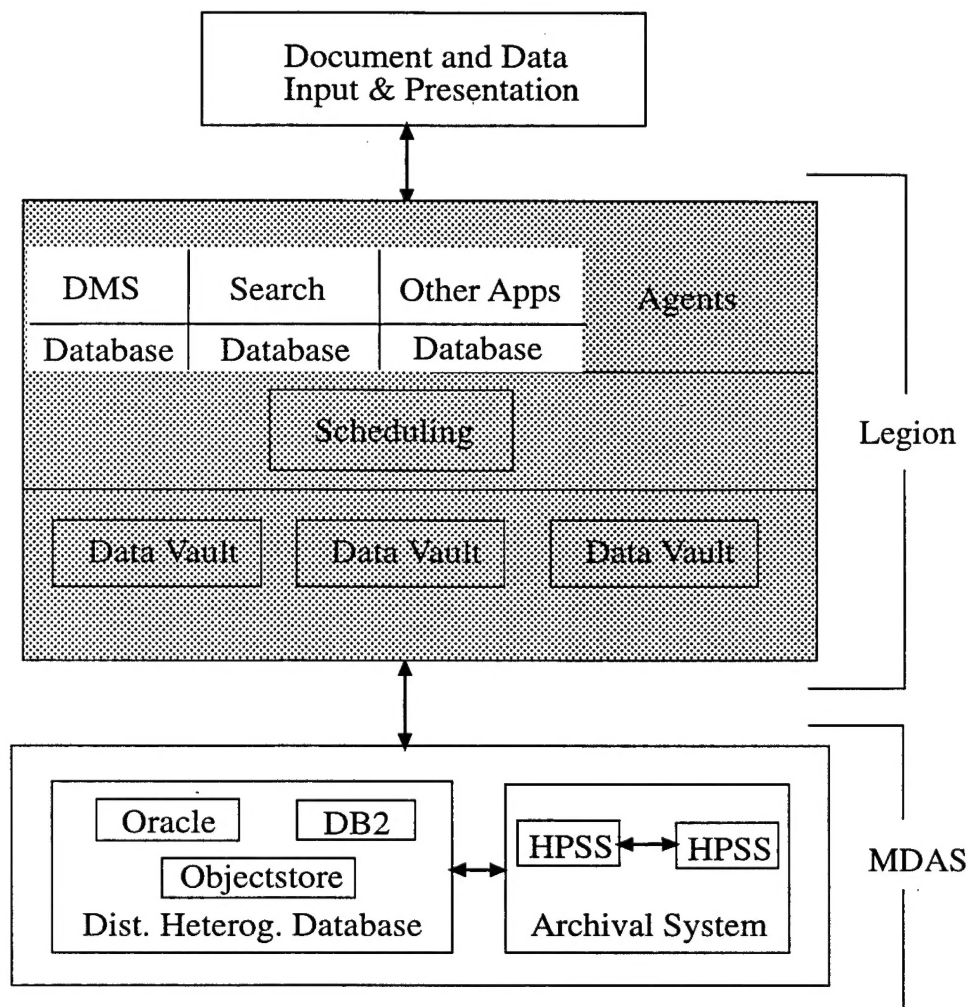 Document and Data
Input & Presentation
DMS
Search
Other Apps
Agents
Database
Database
Database
Scheduling
Legion
Data Vault
Data Vault
Data Vault
Oracle
DB2
HPSS
HPSS
MDAS
Objectstore
Dist. Heterog. Database
Archival System